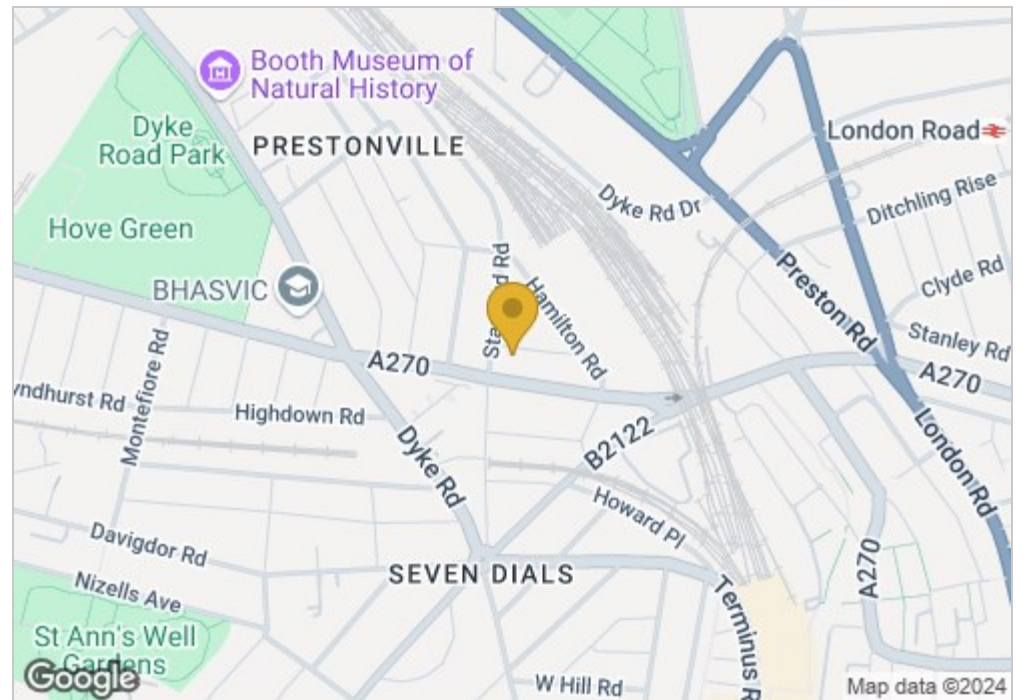 Booth Museum of
Natural History
Dyke
Road Park
PRESTONVILLE
London Road
Dyke Rd Dr
Ditchling Rise
Hove Green
Clyde Rd
BHASVIC
Hamilton Rd
Preston Rd
Stanley Rd
Montefiore Rd
A270
A270
yndhurst Rd
Highdown Rd
B2122
Dyke Rd
London Rd
Howard Pl
Davigdor Rd
SEVEN DIALS
A270
Nizells Ave
Terminus R
St Ann's Well
Gardens
W Hill Rd
Google
Map data ©2024